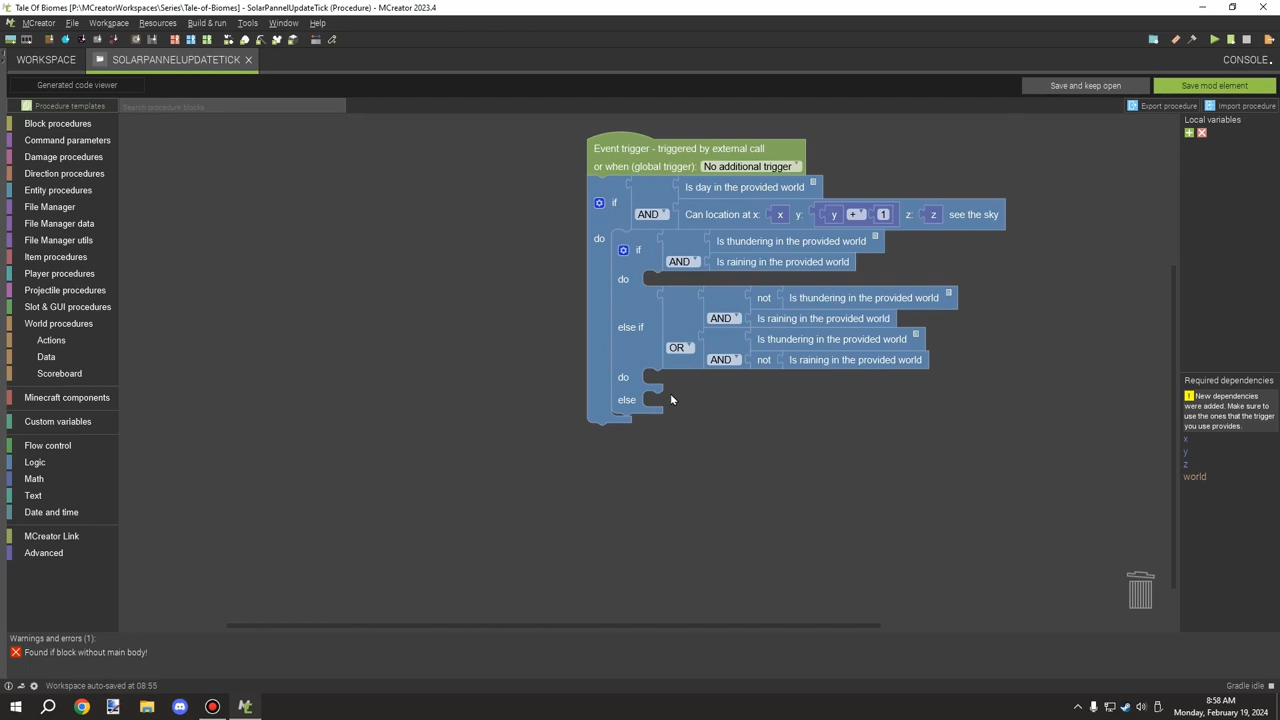 Tale Of Biomes [P:\MCreatorWorkspaces\Series\Tale-of-Biomes] - SolarPannelUpdateTick (Procedure) - MCreator 2023.4
MCreator File Workspace Resources Build & run Tools Window Help
WORKSPACE SOLARPANNELUPDATETICK CONSOLE
Generated code viewer Save and keep open Save mod element
Procedure templates Search procedure blocks Export procedure Import procedure
Block procedures
Command parameters
Damage procedures
Direction procedures
Entity procedures
File Manager
File Manager data
File Manager utils
Item procedures
Player procedures
Projectile procedures
Slot & GUI procedures
World procedures
Actions
Data
Scoreboard
Minecraft components
Custom variables
Flow control
Logic
Math
Text
Date and time
MCreator Link
Advanced
Event trigger - triggered by external call
or when (global trigger): No additional trigger
if Is day in the provided world
AND Can location at x: x y: y + 1 z: z see the sky
do if Is thundering in the provided world
AND Is raining in the provided world
do
not Is thundering in the provided world
AND Is raining in the provided world
else if
OR Is thundering in the provided world
AND not Is raining in the provided world
do
else
Local variables
Required dependencies
New dependencies
were added. Make sure to
use the ones that the trigger
you use provides.
x
y
z
world
Warnings and errors (1):
Found if block without main body!
Workspace auto-saved at 08:55 Gradle idle
8:58 AM
Monday, February 19, 2024